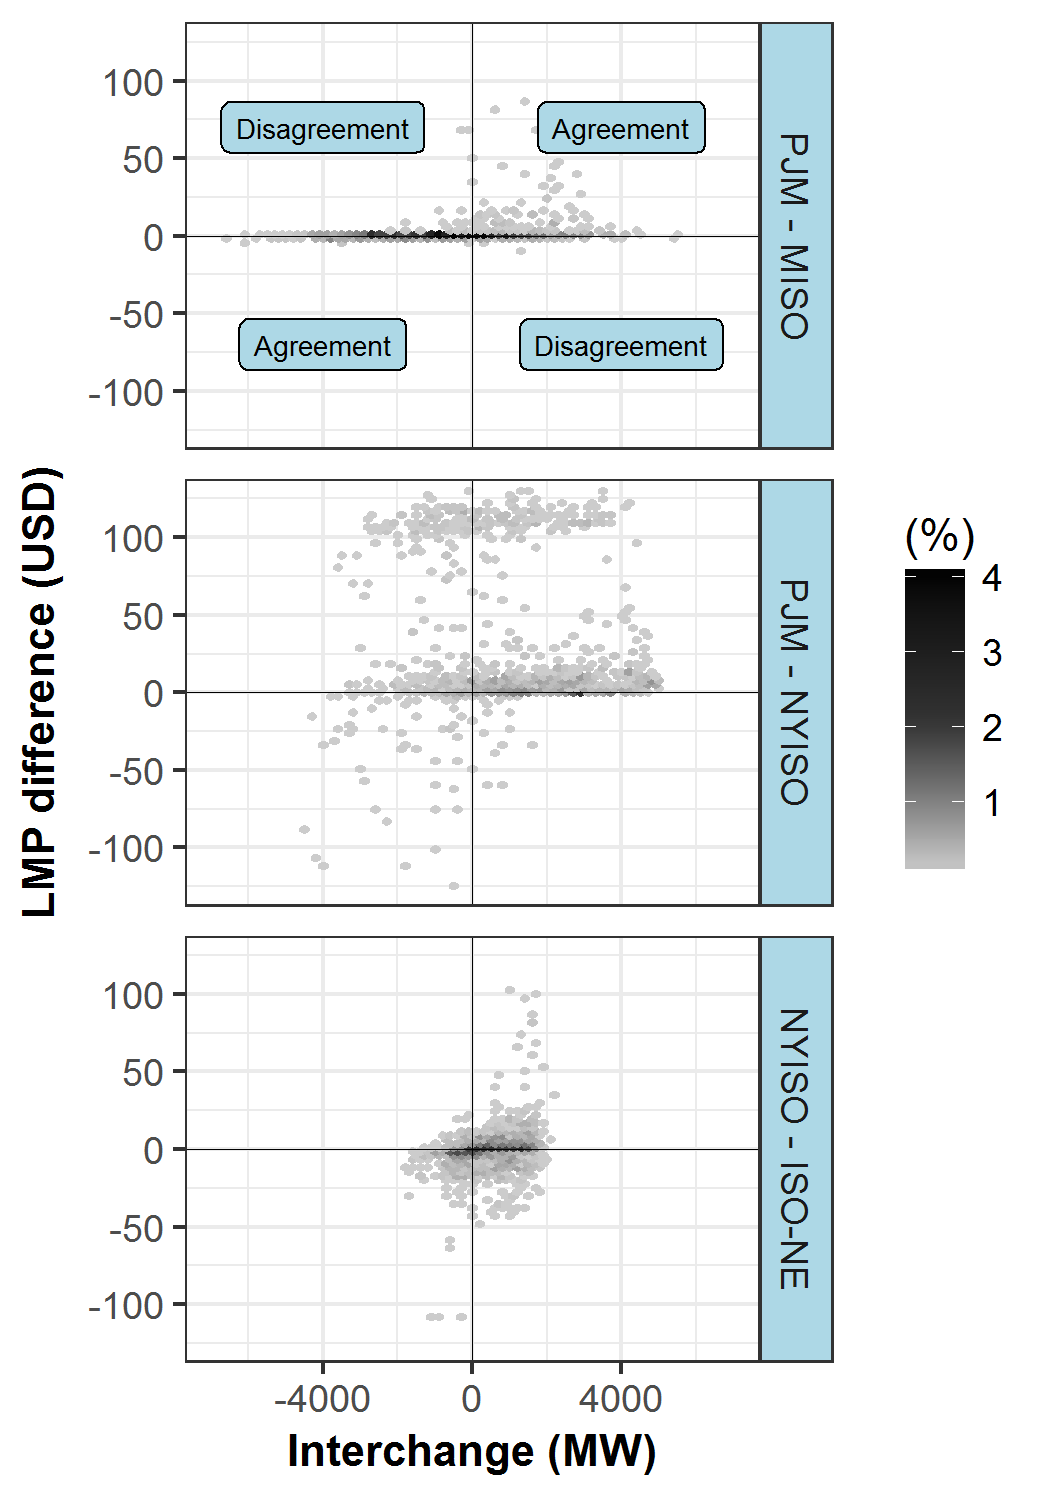 100
50
0
-50
-100
Disagreement
Agreement
Agreement
Disagreement
PJM - MISO
100
50
0
-50
-100
PJM - NYISO
100
50
0
-50
-100
NYISO - ISO-NE
-4000
0
4000
Interchange (MW)
LMP difference (USD)
(%)
4
3
2
1